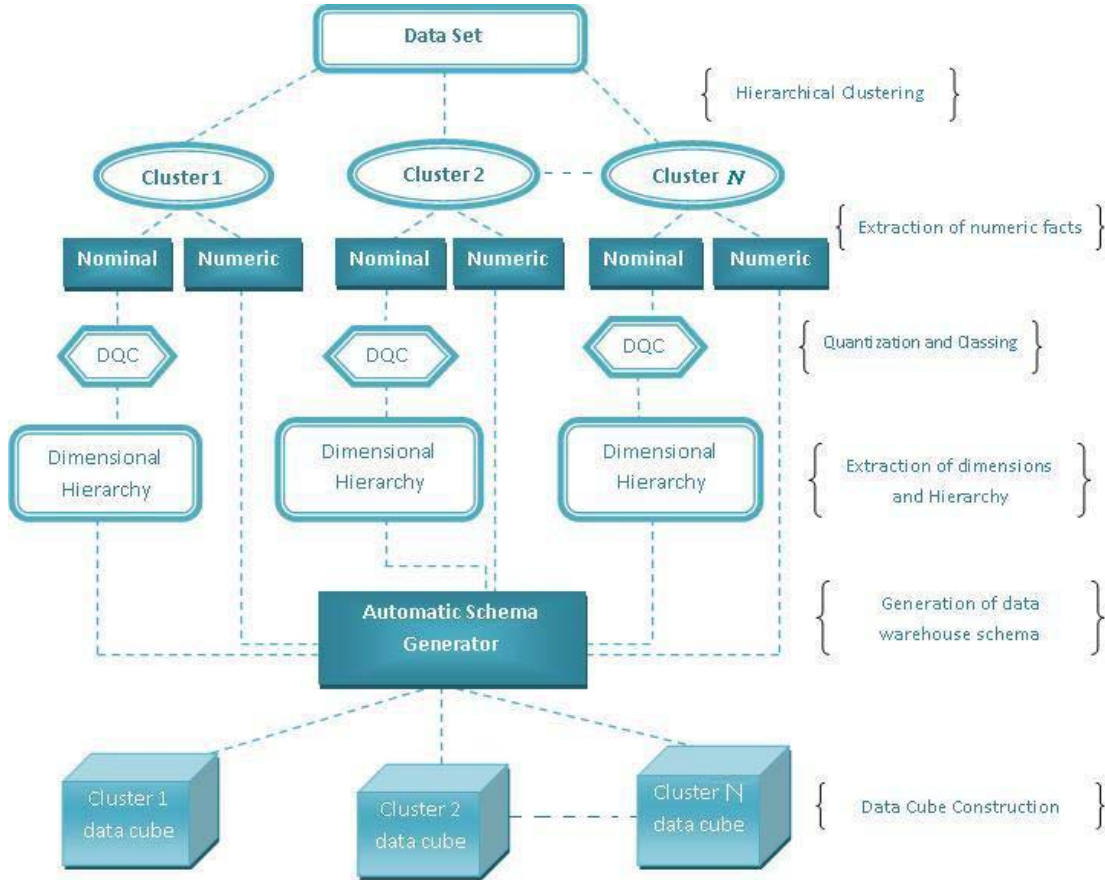 Data Set
Hierarchical Clustering
Cluster 1
Cluster 2
Cluster N
Nominal
Numeric
Nominal
Numeric
Nominal
Numeric
Extraction of numeric facts
DQC
DQC
DQC
Quantization and Classing
Dimensional
Hierarchy
Dimensional
Hierarchy
Dimensional
Hierarchy
Extraction of dimensions
and Hierarchy
Automatic Schema
Generator
Generation of data
warehouse schema
Cluster 1
data cube
Cluster 2
data cube
Cluster N
data cube
Data Cube Construction